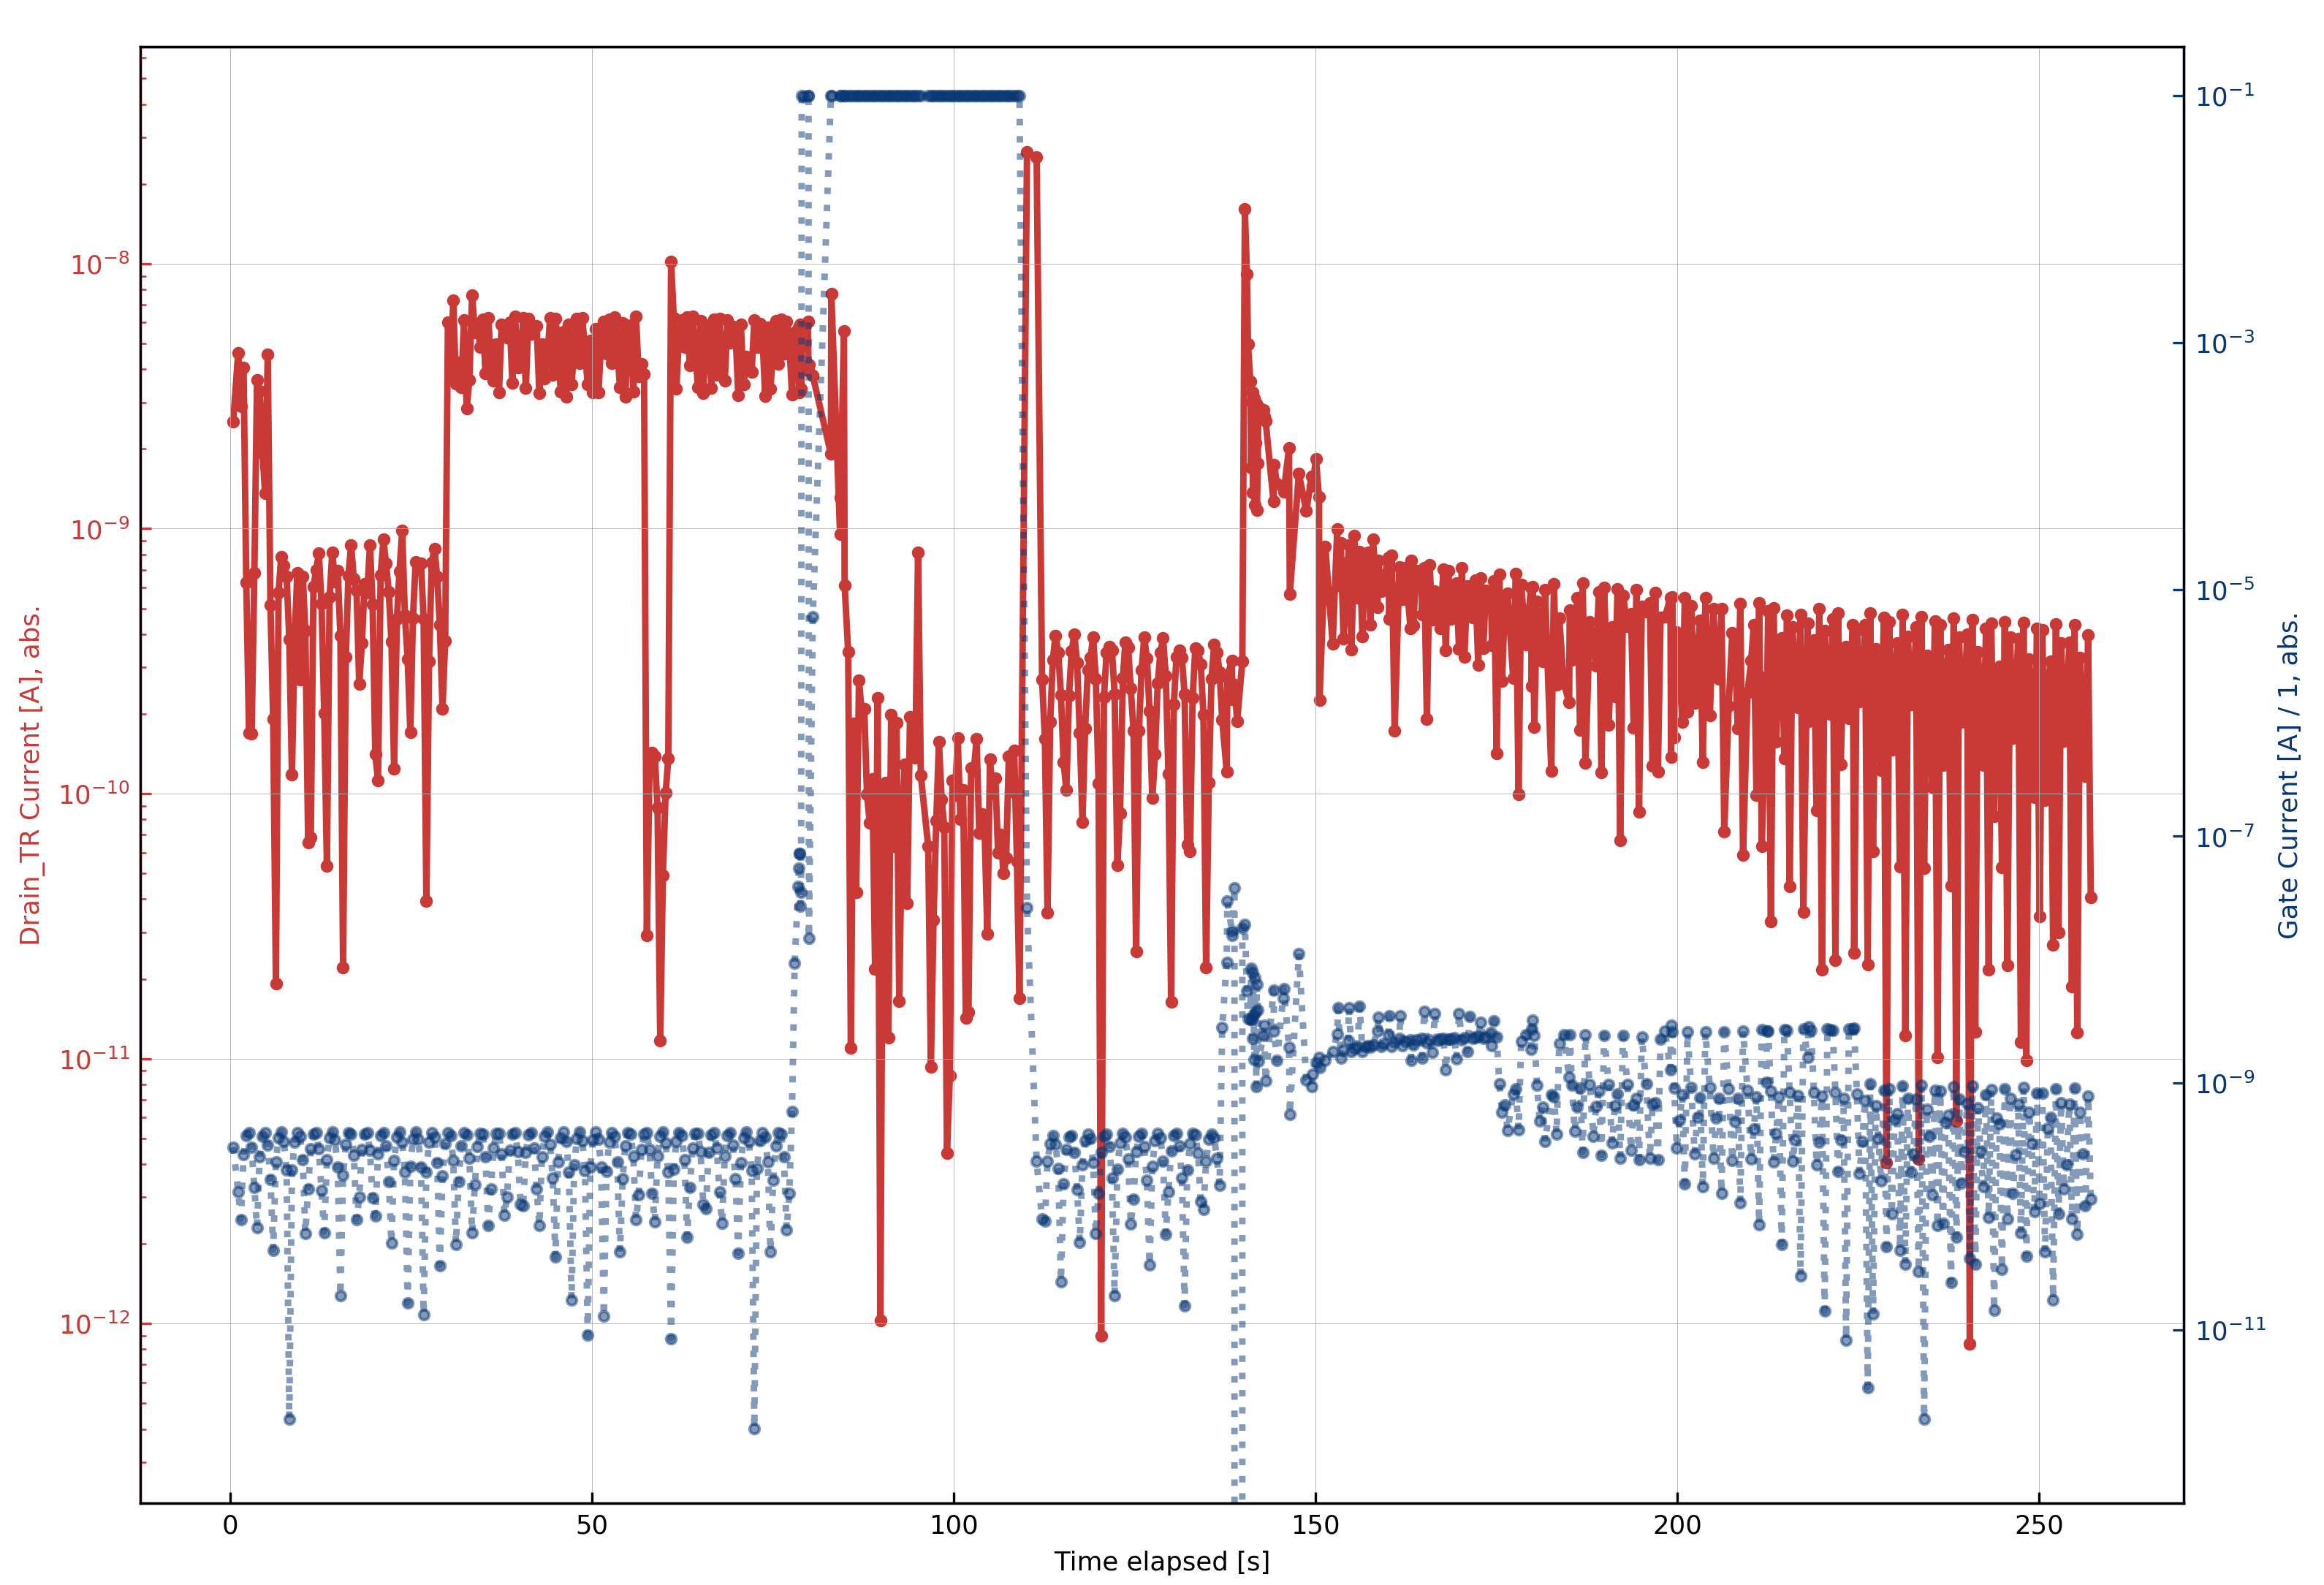 Drain_TR Current [A], abs.
10⁻⁸
10⁻⁹
10⁻¹⁰
10⁻¹¹
10⁻¹²
10⁻¹
10⁻³
10⁻⁵
10⁻⁷
10⁻⁹
10⁻¹¹
Gate Current [A] / 1, abs.
0 50 100 150 200 250
Time elapsed [s]